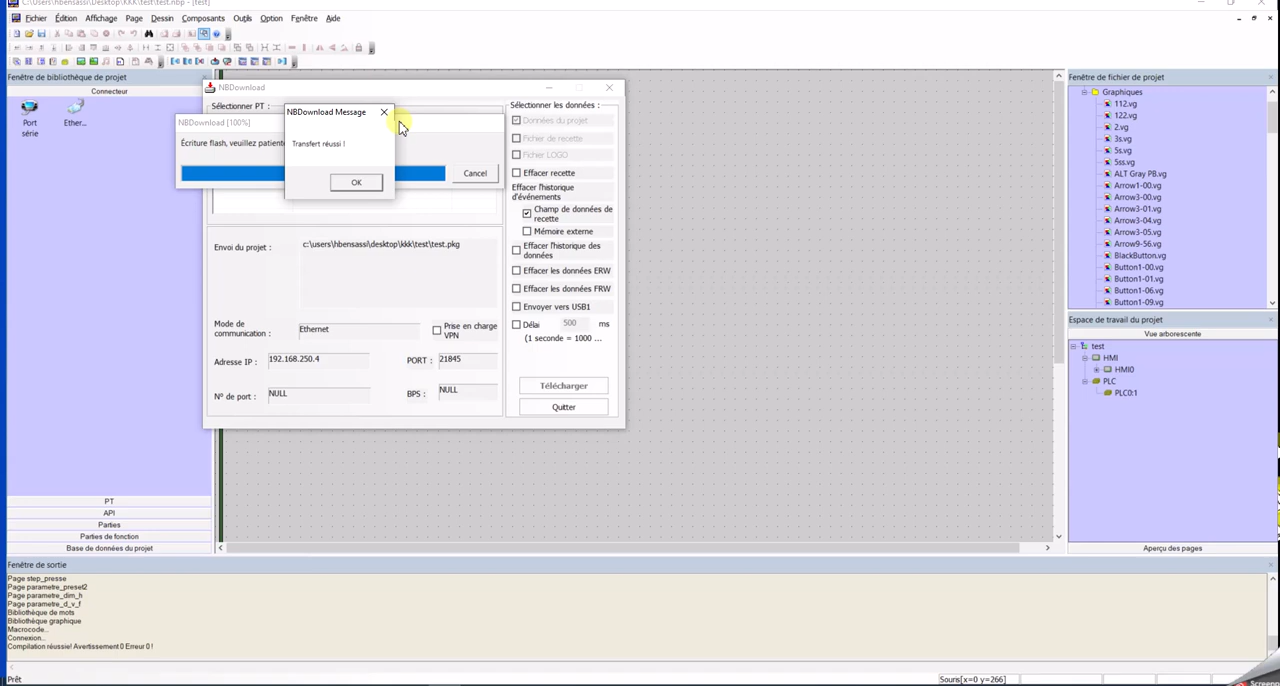 C:\Users\hbensassi\Desktop\KKK\test\test.nbp - [test]
Fichier Édition Affichage Page Dessin Composants Outils Option Fenêtre Aide
Fenêtre de bibliothèque de projet
Connecteur
Port série
Ether...
PT
API
Parties
Parties de fonction
Base de données du projet
NBDownload
Sélectionner PT :
NBDownload [100%]
Écriture flash, veuillez patiente
Cancel
NBDownload Message
Transfert réussi !
OK
Envoi du projet :
c:\users\hbensassi\desktop\kkk\test\test.pkg
Mode de communication :
Ethernet
Prise en charge VPN
Adresse IP :
192.168.250.4
PORT :
21845
N° de port :
NULL
BPS :
NULL
Sélectionner les données :
Données du projet
Fichier de recette
Fichier LOGO
Effacer recette
Effacer l'historique d'événements
Champ de données de recette
Mémoire externe
Effacer l'historique des données
Effacer les données ERW
Effacer les données FRW
Envoyer vers USB1
Délai 500 ms
(1 seconde = 1000 ...
Télécharger
Quitter
Fenêtre de fichier de projet
Graphiques
112.vg
122.vg
2.vg
3s.vg
5s.vg
5ss.vg
ALT Gray PB.vg
Arrow1-00.vg
Arrow3-00.vg
Arrow3-01.vg
Arrow3-04.vg
Arrow3-05.vg
Arrow9-56.vg
BlackButton.vg
Button1-00.vg
Button1-01.vg
Button1-06.vg
Button1-09.vg
Espace de travail du projet
Vue arborescente
test
HMI
HMI0
PLC
PLC0:1
Aperçu des pages
Fenêtre de sortie
Page step_presse
Page parametre_preset2
Page parametre_dim_h
Page parametre_d_v_f
Bibliothèque de mots
Bibliothèque graphique
Macrocode..
Connexion..
Compilation réussie! Avertissement 0 Erreur 0 !
Prêt
Souris[x=0 y=266]